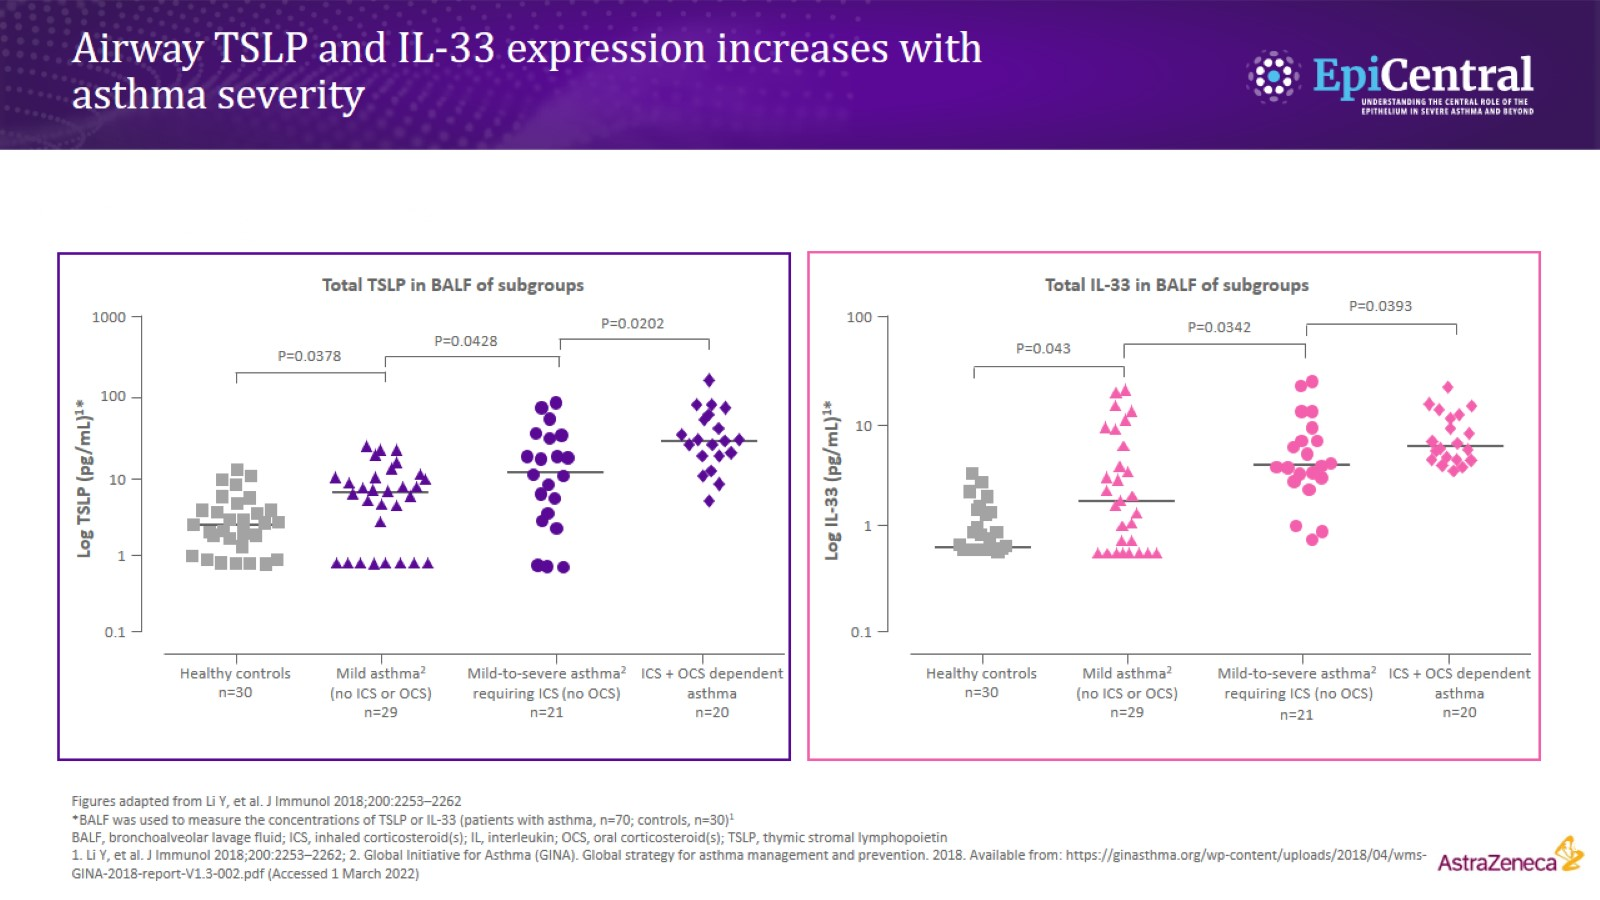 Airway TSLP and IL-33 expression increases with
asthma severity
EpiCentral
UNDERSTANDING THE CENTRAL ROLE OF THE
EPITHELIUM IN SEVERE ASTHMA AND BEYOND
Total TSLP in BALF of subgroups
P=0.0378
P=0.0428
P=0.0202
Log TSLP (pg/mL)¹*
1000
100
10
1
0.1
Healthy controls
n=30
Mild asthma²
(no ICS or OCS)
n=29
Mild-to-severe asthma²
requiring ICS (no OCS)
n=21
ICS + OCS dependent
asthma
n=20
Total IL-33 in BALF of subgroups
P=0.043
P=0.0342
P=0.0393
Log IL-33 (pg/mL)¹*
100
10
1
0.1
Healthy controls
n=30
Mild asthma²
(no ICS or OCS)
n=29
Mild-to-severe asthma²
requiring ICS (no OCS)
n=21
ICS + OCS dependent
asthma
n=20
Figures adapted from Li Y, et al. J Immunol 2018;200:2253–2262
*BALF was used to measure the concentrations of TSLP or IL-33 (patients with asthma, n=70; controls, n=30)¹
BALF, bronchoalveolar lavage fluid; ICS, inhaled corticosteroid(s); IL, interleukin; OCS, oral corticosteroid(s); TSLP, thymic stromal lymphopoietin
1. Li Y, et al. J Immunol 2018;200:2253–2262; 2. Global Initiative for Asthma (GINA). Global strategy for asthma management and prevention. 2018. Available from: https://ginasthma.org/wp-content/uploads/2018/04/wms-
GINA-2018-report-V1.3-002.pdf (Accessed 1 March 2022)
AstraZeneca